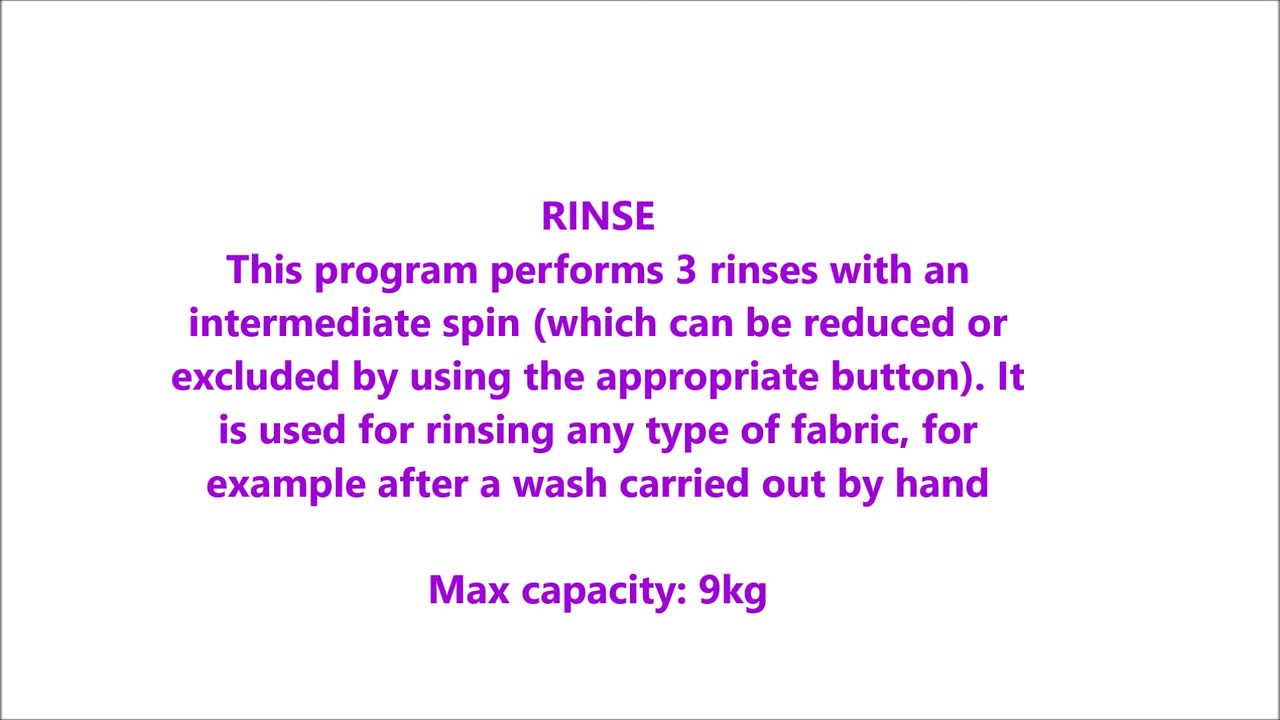 RINSE
This program performs 3 rinses with an
intermediate spin (which can be reduced or
excluded by using the appropriate button). It
is used for rinsing any type of fabric, for
example after a wash carried out by hand
Max capacity: 9kg